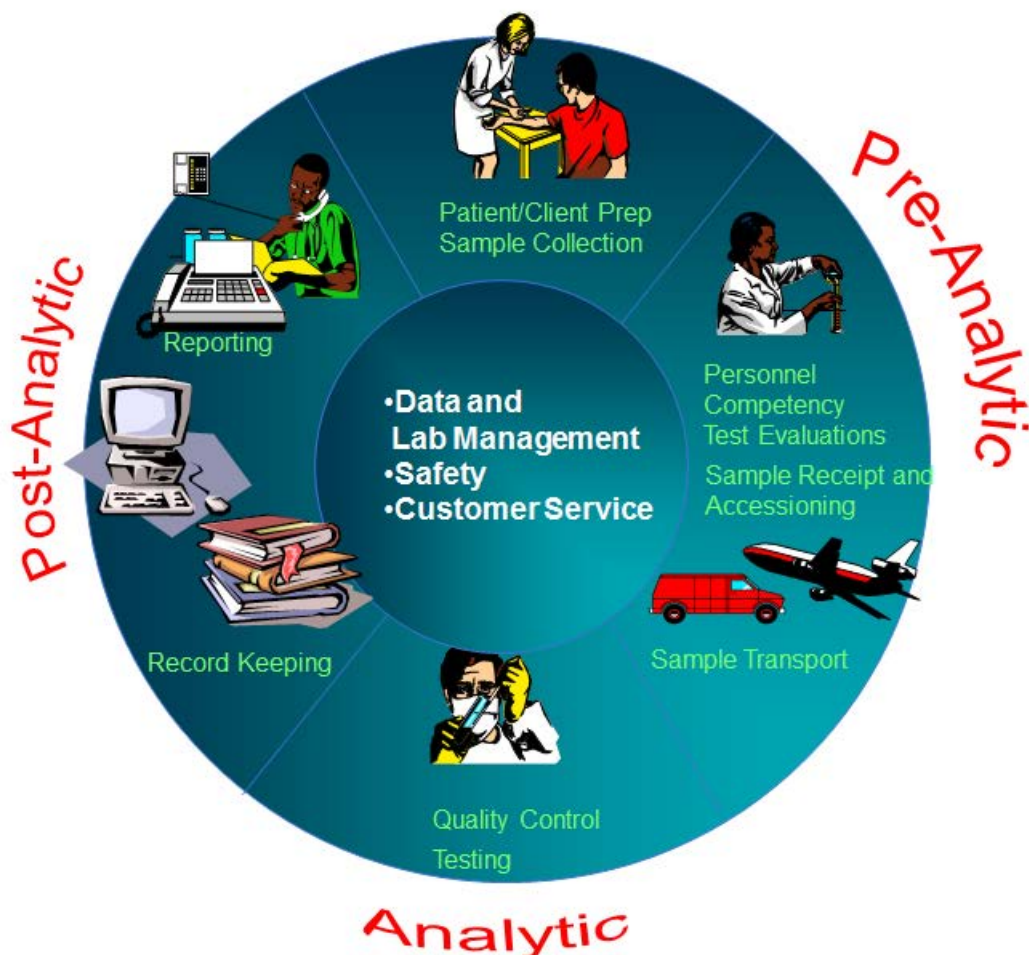 Patient/Client Prep
Sample Collection
Pre-Analytic
Personnel
Competency
Test Evaluations
Sample Receipt and
Accessioning
Sample Transport
Quality Control
Testing
Analytic
Record Keeping
Reporting
Post-Analytic
•Data and
Lab Management
•Safety
•Customer Service